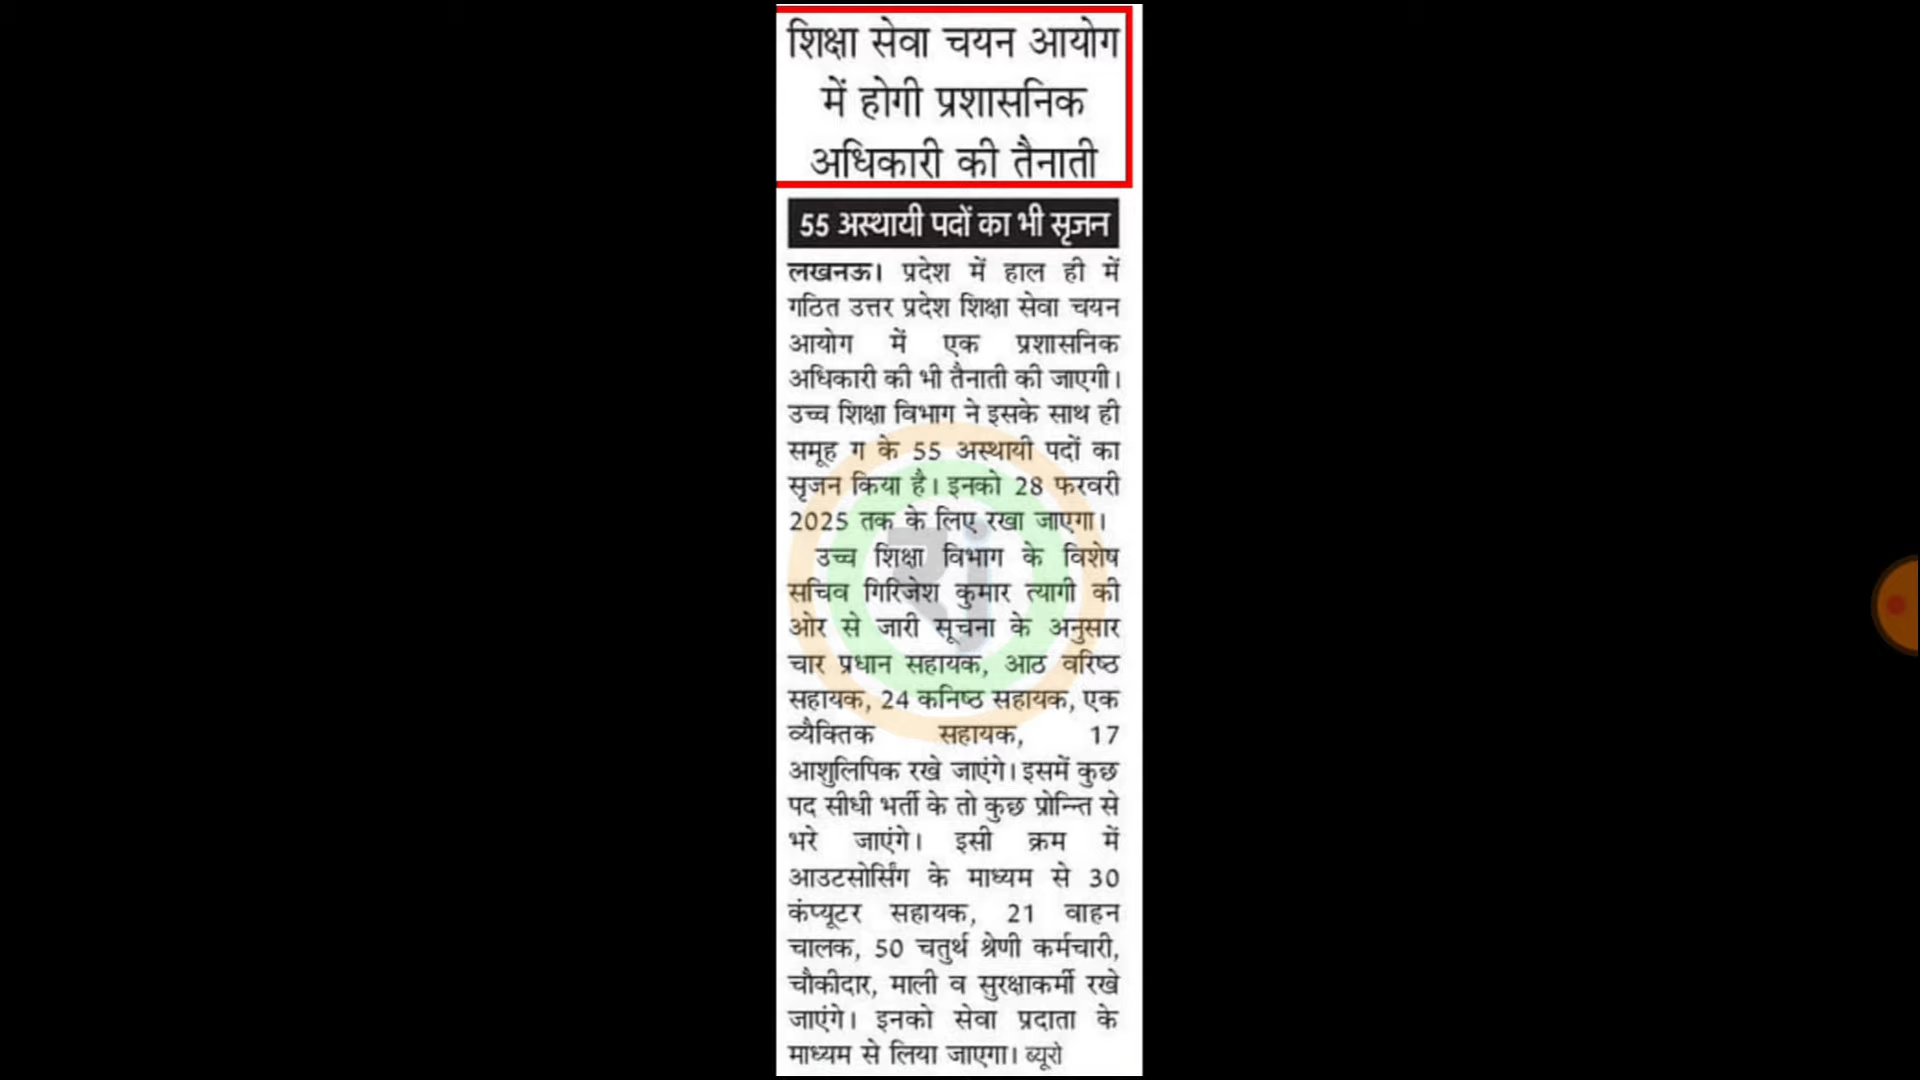 शिक्षा सेवा चयन आयोग
में होगी प्रशासनिक
अधिकारी की तैनाती
55 अस्थायी पदों का भी सृजन
लखनऊ। प्रदेश में हाल ही में
गठित उत्तर प्रदेश शिक्षा सेवा चयन
आयोग में एक प्रशासनिक
अधिकारी की भी तैनाती की जाएगी।
उच्च शिक्षा विभाग ने इसके साथ ही
समूह ग के 55 अस्थायी पदों का
सृजन किया है। इनको 28 फरवरी
2025 तक के लिए रखा जाएगा।
उच्च शिक्षा विभाग के विशेष
सचिव गिरिजेश कुमार त्यागी की
ओर से जारी सूचना के अनुसार
चार प्रधान सहायक, आठ वरिष्ठ
सहायक, 24 कनिष्ठ सहायक, एक
व्यैक्तिक सहायक, 17
आशुलिपिक रखे जाएंगे। इसमें कुछ
पद सीधी भर्ती के तो कुछ प्रोन्न्ति से
भरे जाएंगे। इसी क्रम में
आउटसोर्सिंग के माध्यम से 30
कंप्यूटर सहायक, 21 वाहन
चालक, 50 चतुर्थ श्रेणी कर्मचारी,
चौकीदार, माली व सुरक्षाकर्मी रखे
जाएंगे। इनको सेवा प्रदाता के
माध्यम से लिया जाएगा। ब्यूरो